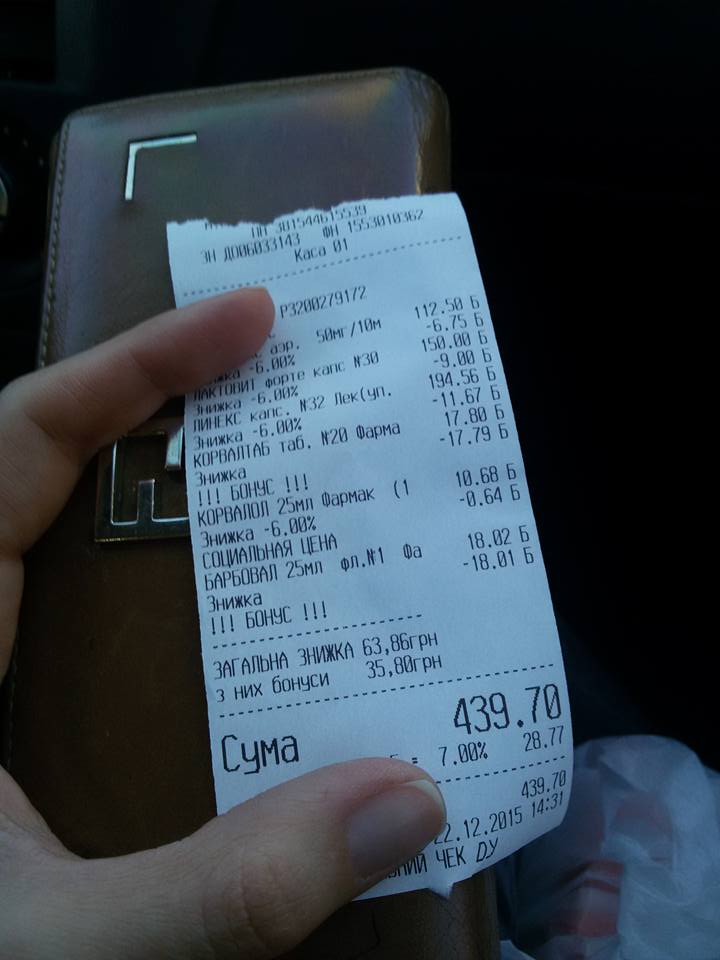 ПН 301544615539
ЗН ДО06033143 ФН 1553010362
Каса 01
P3200279172
аэр. 50мг/10м 112.50 Б
Знижка -6.00% -6.75 Б
ЛАКТОВИТ форте капс №30 150.00 Б
Знижка -6.00% -9.00 Б
ЛИНЕКС капс. №32 Лек(уп. 194.56 Б
Знижка -6.00% -11.67 Б
КОРВАЛТАБ таб. №20 Фарма 17.80 Б
Знижка -17.79 Б
!!! БОНУС !!!
КОРВАЛОЛ 25мл Фармак (1 10.68 Б
Знижка -6.00% -0.64 Б
СОЦИАЛЬНАЯ ЦЕНА
БАРБОВАЛ 25мл фл.№1 Фа 18.02 Б
Знижка -18.01 Б
!!! БОНУС !!!
ЗАГАЛЬНА ЗНИЖКА 63,86грн
з них бонуси 35,80грн
Сума 439.70
Б = 7.00% 28.77
439.70
22.12.2015 14:31
ЧЕК DУ